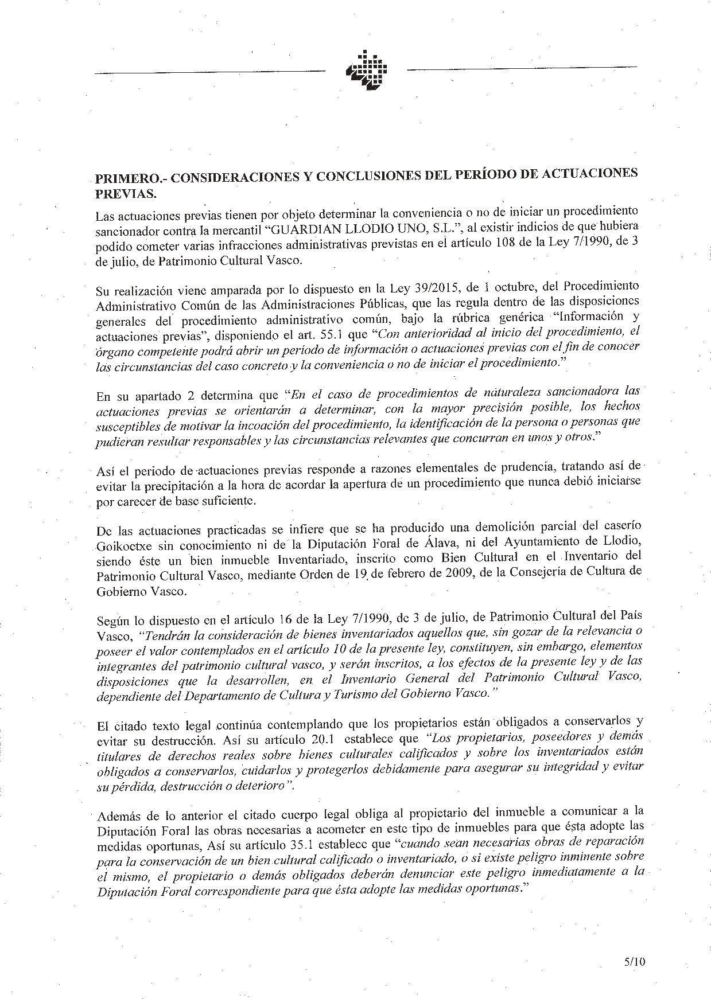 PRIMERO.- CONSIDERACIONES Y CONCLUSIONES DEL PERÍODO DE ACTUACIONES
PREVIAS.
Las actuaciones previas tienen por objeto determinar la conveniencia o no de iniciar un procedimiento
sancionador contra la mercantil “GUARDIAN LLODIO UNO, S.L.”, al existir indicios de que hubiera
podido cometer varias infracciones administrativas previstas en el artículo 108 de la Ley 7/1990, de 3
de julio, de Patrimonio Cultural Vasco.
Su realización viene amparada por lo dispuesto en la Ley 39/2015, de 1 octubre, del Procedimiento
Administrativo Común de las Administraciones Públicas, que las regula dentro de las disposiciones
generales del procedimiento administrativo común, bajo la rúbrica genérica “Información y
actuaciones previas”, disponiendo el art. 55.1 que “Con anterioridad al inicio del procedimiento, el
órgano competente podrá abrir un período de información o actuaciones previas con el fin de conocer
las circunstancias del caso concreto y la conveniencia o no de iniciar el procedimiento.”
En su apartado 2 determina que “En el caso de procedimientos de naturaleza sancionadora las
actuaciones previas se orientarán a determinar, con la mayor precisión posible, los hechos
susceptibles de motivar la incoación del procedimiento, la identificación de la persona o personas que
pudieran resultar responsables y las circunstancias relevantes que concurran en unos y otros.”
Así el periodo de actuaciones previas responde a razones elementales de prudencia, tratando así de
evitar la precipitación a la hora de acordar la apertura de un procedimiento que nunca debió iniciarse
por carecer de base suficiente.
De las actuaciones practicadas se infiere que se ha producido una demolición parcial del caserío
Goikoetxe sin conocimiento ni de la Diputación Foral de Álava, ni del Ayuntamiento de Llodio,
siendo éste un bien inmueble Inventariado, inscrito como Bien Cultural en el Inventario del
Patrimonio Cultural Vasco, mediante Orden de 19 de febrero de 2009, de la Consejería de Cultura de
Gobierno Vasco.
Según lo dispuesto en el artículo 16 de la Ley 7/1990, de 3 de julio, de Patrimonio Cultural del País
Vasco, “Tendrán la consideración de bienes inventariados aquellos que, sin gozar de la relevancia o
poseer el valor contemplados en el artículo 10 de la presente ley, constituyen, sin embargo, elementos
integrantes del patrimonio cultural vasco, y serán inscritos, a los efectos de la presente ley y de las
disposiciones que la desarrollen, en el Inventario General del Patrimonio Cultural Vasco,
dependiente del Departamento de Cultura y Turismo del Gobierno Vasco.”
El citado texto legal continúa contemplando que los propietarios están obligados a conservarlos y
evitar su destrucción. Así su artículo 20.1 establece que “Los propietarios, poseedores y demás
titulares de derechos reales sobre bienes culturales calificados y sobre los inventariados están
obligados a conservarlos, cuidarlos y protegerlos debidamente para asegurar su integridad y evitar
su pérdida, destrucción o deterioro”.
Además de lo anterior el citado cuerpo legal obliga al propietario del inmueble a comunicar a la
Diputación Foral las obras necesarias a acometer en este tipo de inmuebles para que ésta adopte las
medidas oportunas, Así su artículo 35.1 establece que “cuando sean necesarias obras de reparación
para la conservación de un bien cultural calificado o inventariado, o si existe peligro inminente sobre
el mismo, el propietario o demás obligados deberán denunciar este peligro inmediatamente a la
Diputación Foral correspondiente para que ésta adopte las medidas oportunas.”
5/10